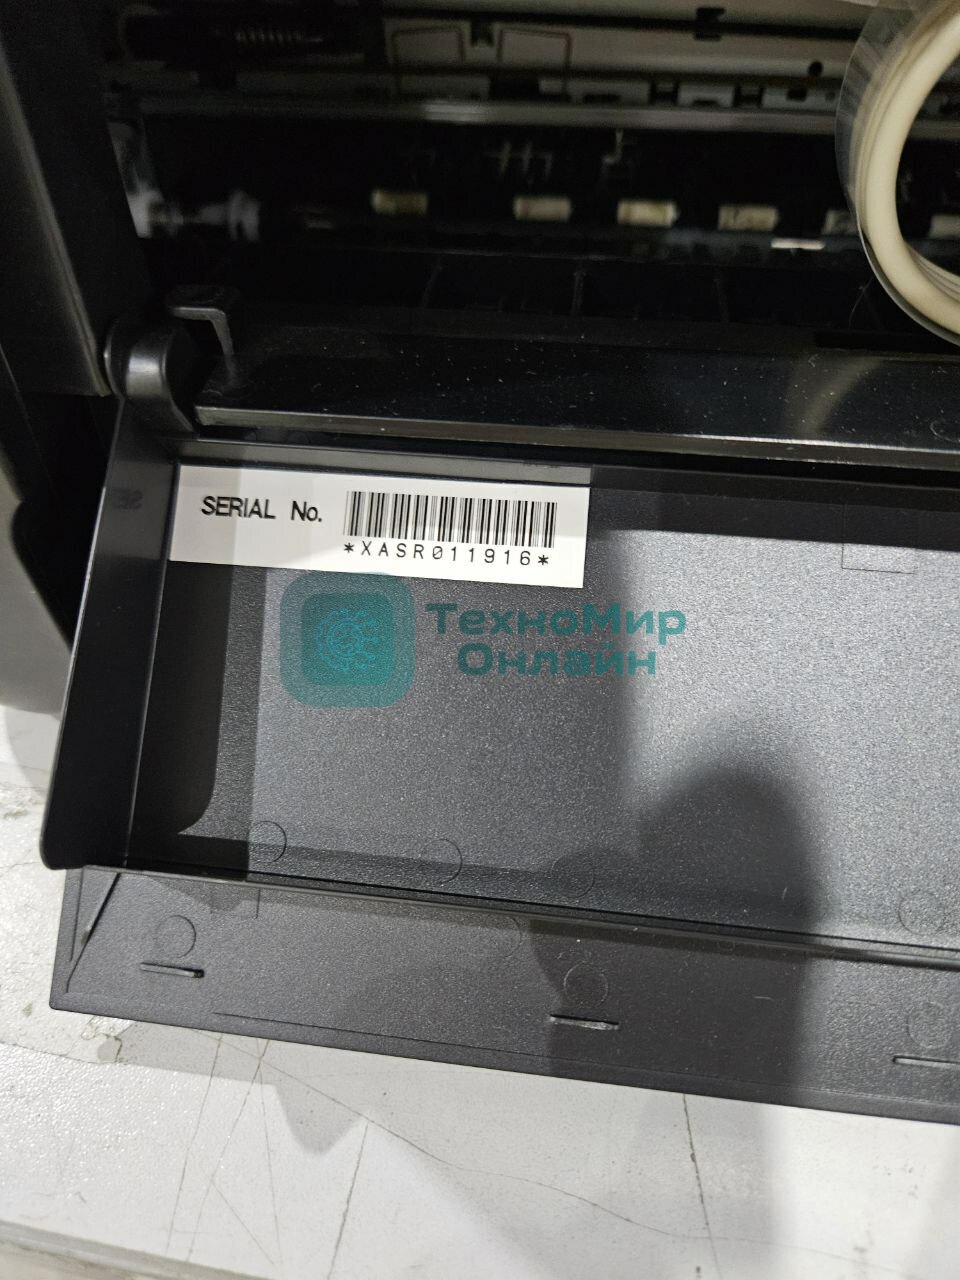 SERIAL No.
*XASR011916*
ТехноМир
Онлайн